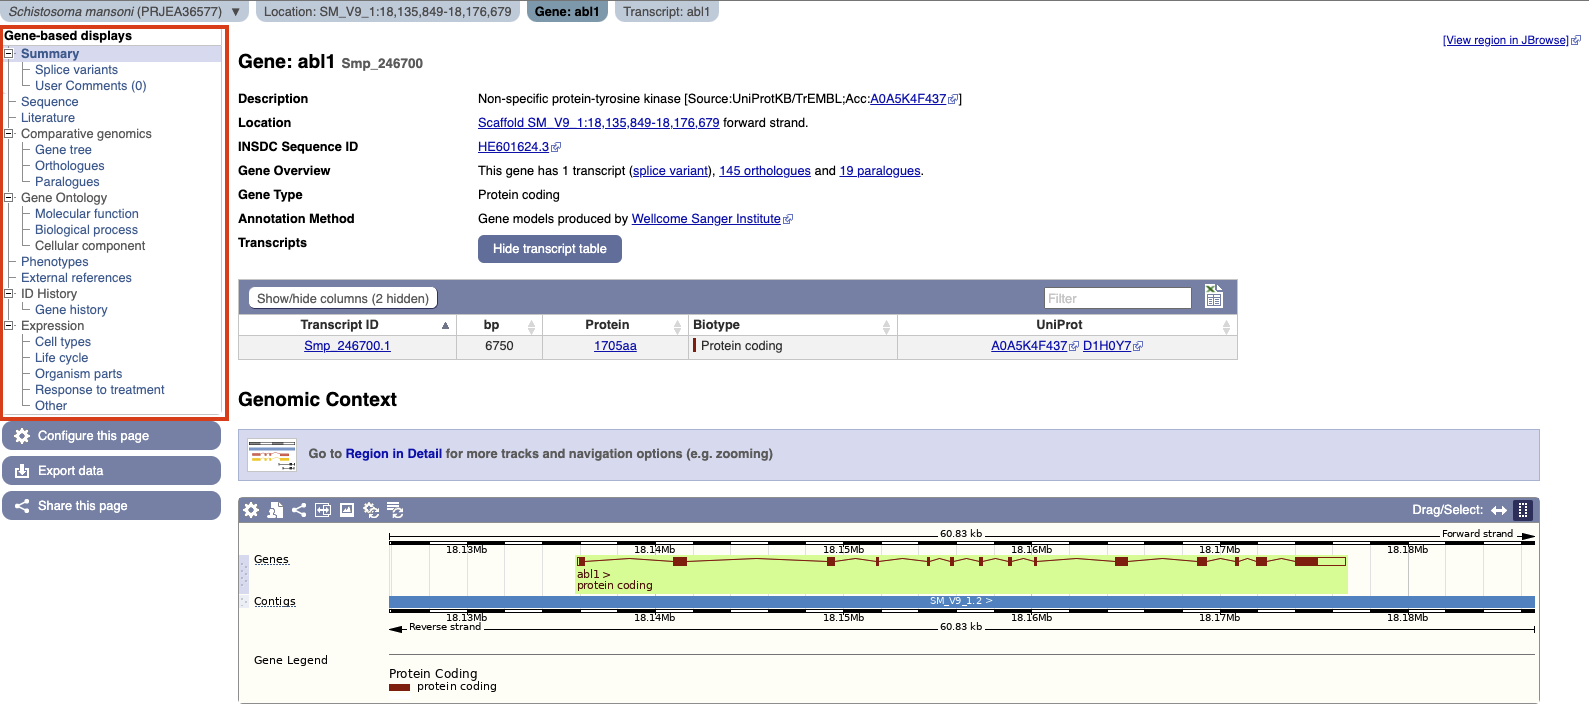 Schistosoma mansoni (PRJEA36577) ▼ Location: SM_V9_1:18,135,849-18,176,679 Gene: abl1 Transcript: abl1
Gene-based displays
Summary
Splice variants
User Comments (0)
Sequence
Literature
Comparative genomics
Gene tree
Orthologues
Paralogues
Gene Ontology
Molecular function
Biological process
Cellular component
Phenotypes
External references
ID History
Gene history
Expression
Cell types
Life cycle
Organism parts
Response to treatment
Other
Configure this page
Export data
Share this page
[View region in JBrowse]
Gene: abl1 Smp_246700
Description Non-specific protein-tyrosine kinase [Source:UniProtKB/TrEMBL;Acc:A0A5K4F437]
Location Scaffold SM_V9_1:18,135,849-18,176,679 forward strand.
INSDC Sequence ID HE601624.3
Gene Overview This gene has 1 transcript (splice variant), 145 orthologues and 19 paralogues.
Gene Type Protein coding
Annotation Method Gene models produced by Wellcome Sanger Institute
Transcripts Hide transcript table
Show/hide columns (2 hidden) Filter
Transcript ID bp Protein Biotype UniProt
Smp_246700.1 6750 1705aa Protein coding A0A5K4F437 D1H0Y7
Genomic Context
Go to Region in Detail for more tracks and navigation options (e.g. zooming)
Drag/Select:
60.83 kb Forward strand
18.13Mb 18.14Mb 18.15Mb 18.16Mb 18.17Mb 18.18Mb
Genes
abl1 >
protein coding
Contigs SM_V9_1.2 >
18.13Mb 18.14Mb 18.15Mb 18.16Mb 18.17Mb 18.18Mb
Reverse strand 60.83 kb
Gene Legend
Protein Coding
protein coding